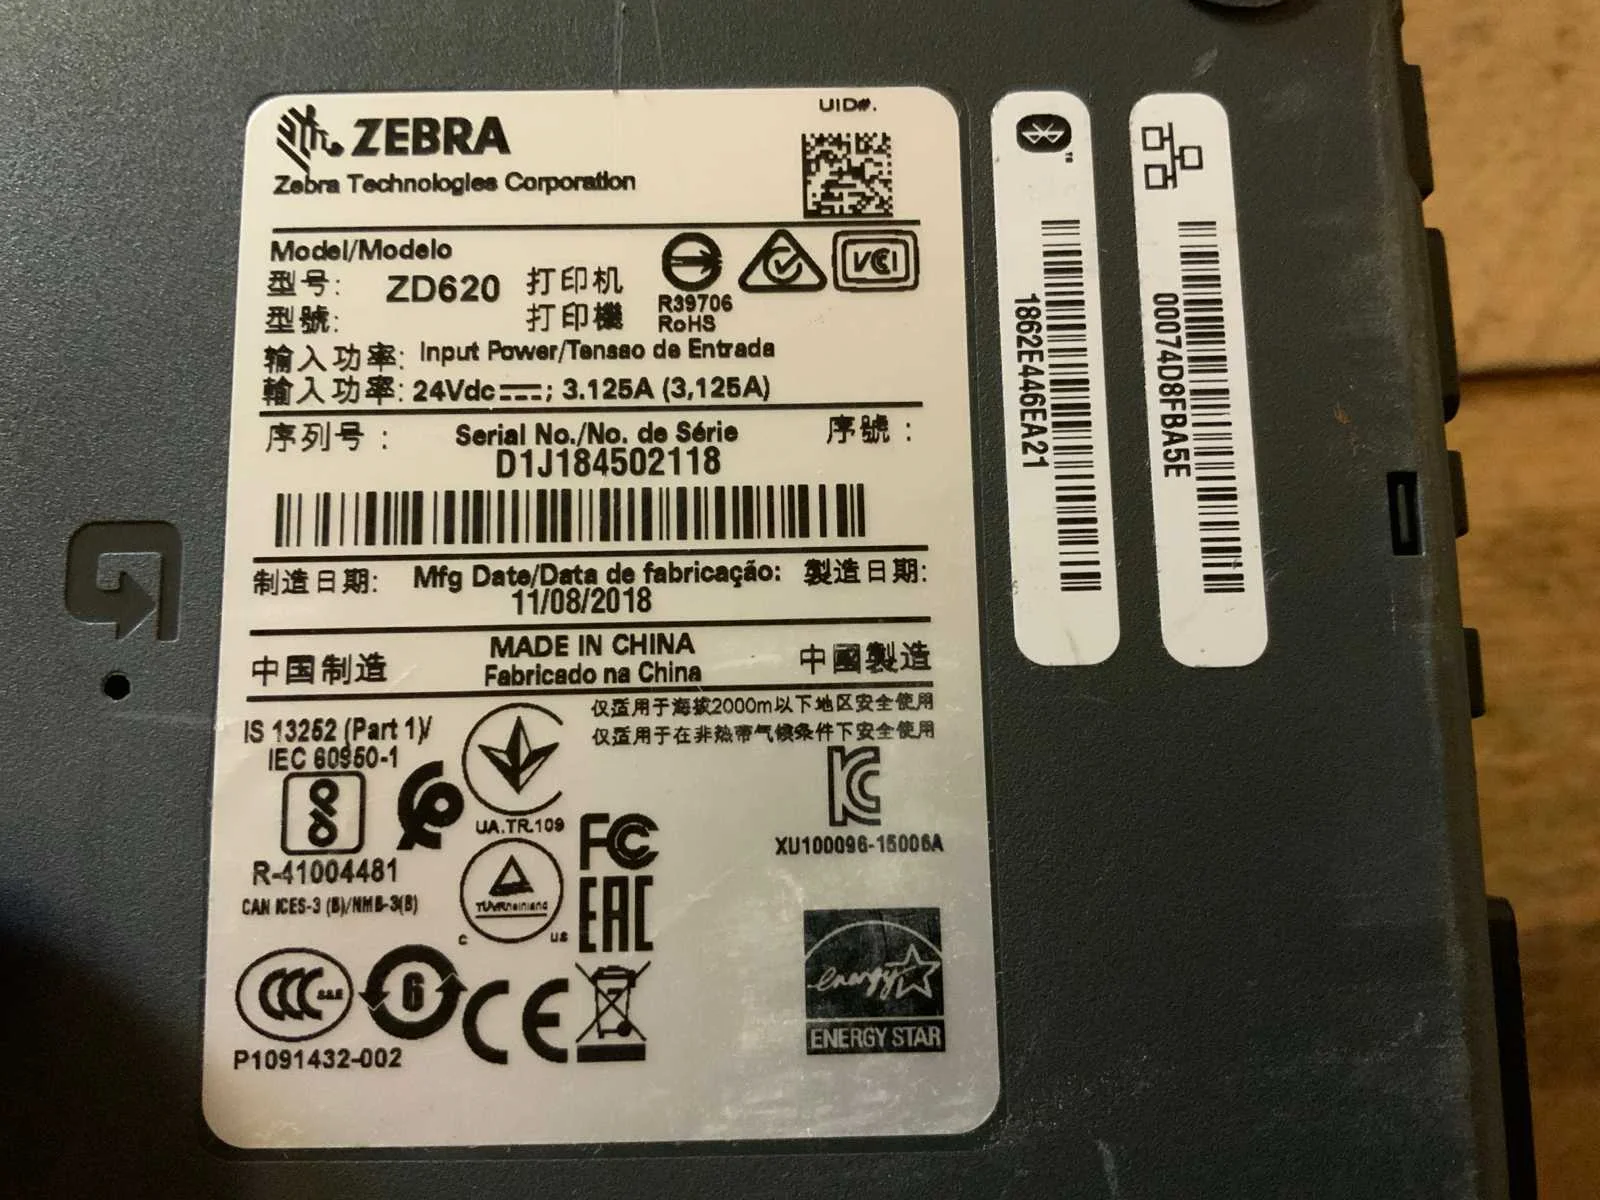 ZEBRA
UID#.
Zebra Technologies Corporation
Model/Modelo
型号: ZD620 打印机
型號: 打印機
R39706
RoHS
VCCI
输入功率: Input Power/Tensao de Entrada
輸入功率: 24Vdc ⎓; 3.125A (3,125A)
序列号: Serial No./No. de Série 序號:
D1J184502118
制造日期: Mfg Date/Data de fabricação: 製造日期:
11/08/2018
MADE IN CHINA
中国制造 Fabricado na China 中國製造
仅适用于海拔2000m以下地区安全使用
仅适用于在非热带气候条件下安全使用
IS 13252 (Part 1)/
IEC 60950-1
R-41004481
CAN ICES-3 (B)/NMB-3(B)
UA.TR.109
TÜVRheinland
C US
FC
EAC
XU100096-15006A
CCC S&E
6
CE
P1091432-002
energy
ENERGY STAR
1862E446EA21
00074D8FBA5E